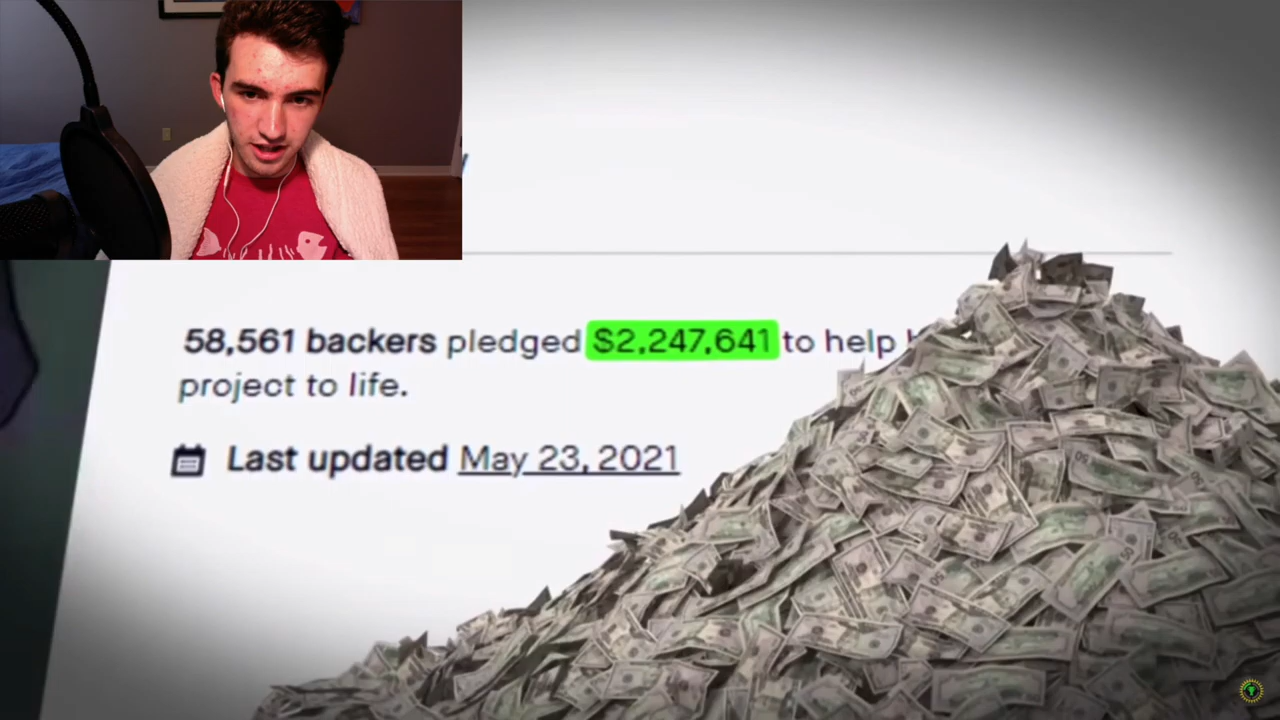 58,561 backers pledged $2,247,641 to help
project to life.
Last updated May 23, 2021